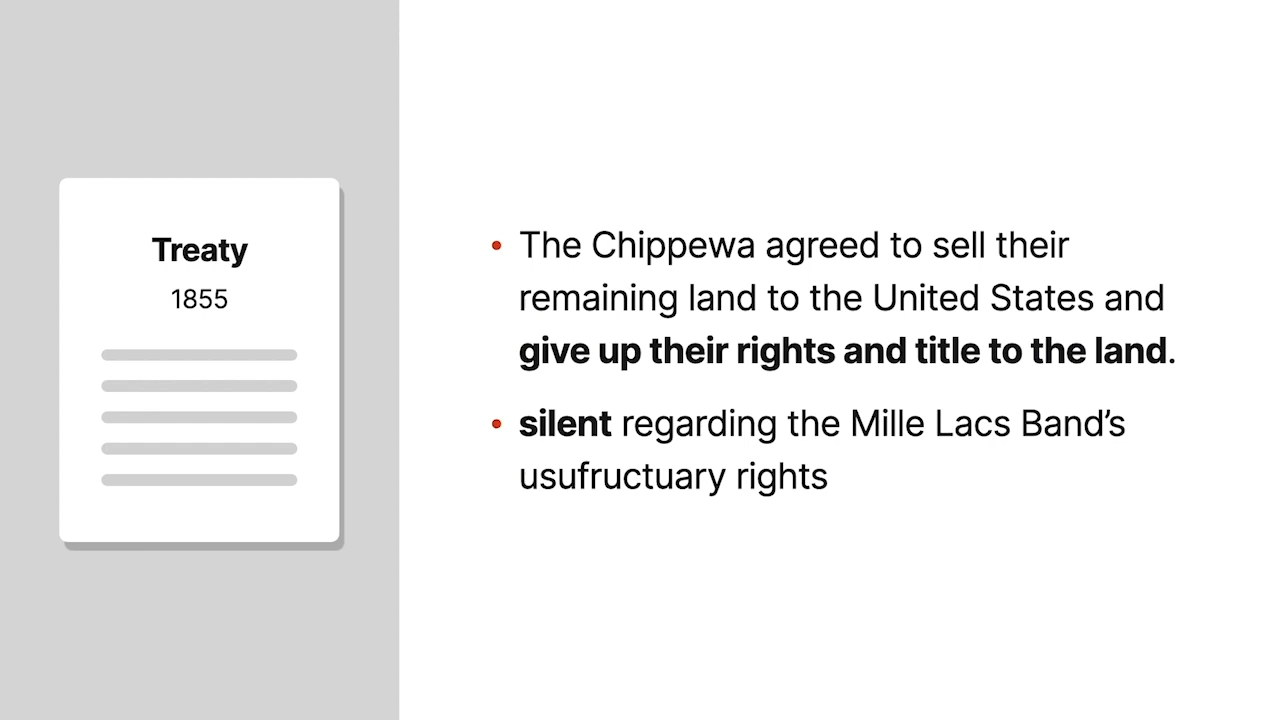 Treaty
1855
• The Chippewa agreed to sell their
remaining land to the United States and
give up their rights and title to the land.
• silent regarding the Mille Lacs Band’s
usufructuary rights